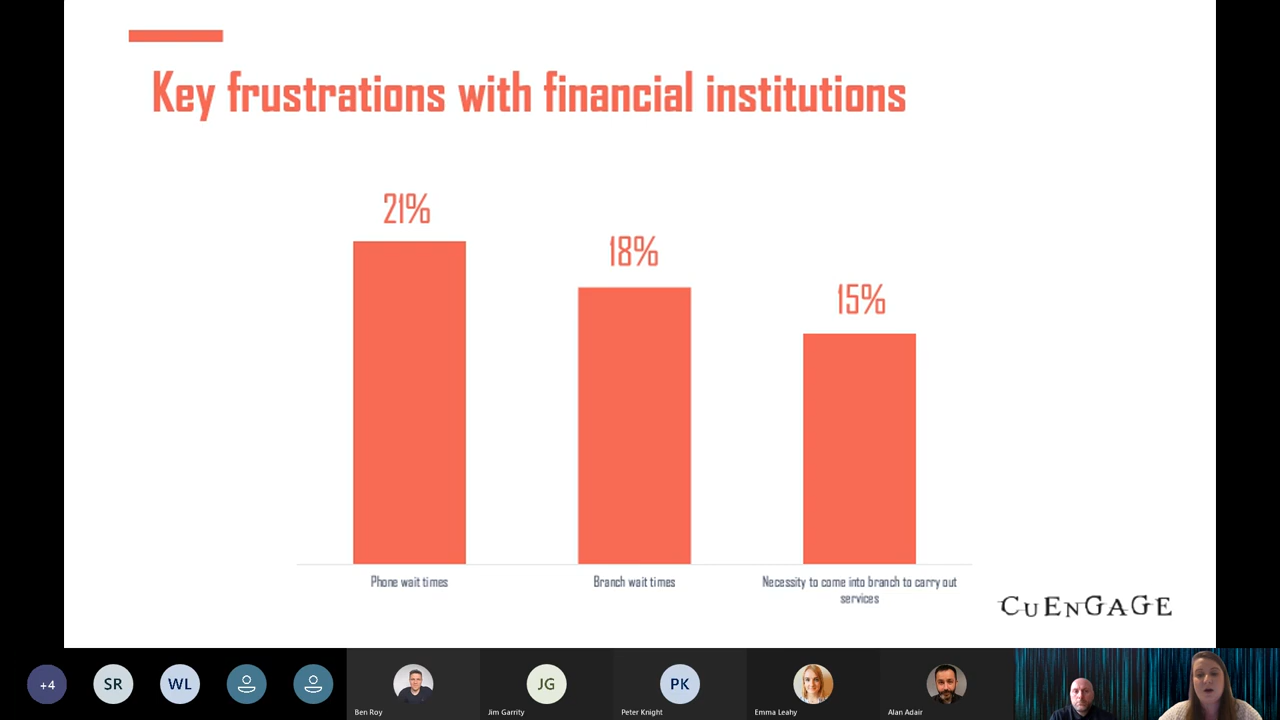 Key frustrations with financial institutions
21%
18%
15%
Phone wait times
Branch wait times
Necessity to come into branch to carry out
services
CUENGAGE
+4
SR
WL
JG
PK
Ben Roy
Jim Garrity
Peter Knight
Emma Leahy
Alan Adair